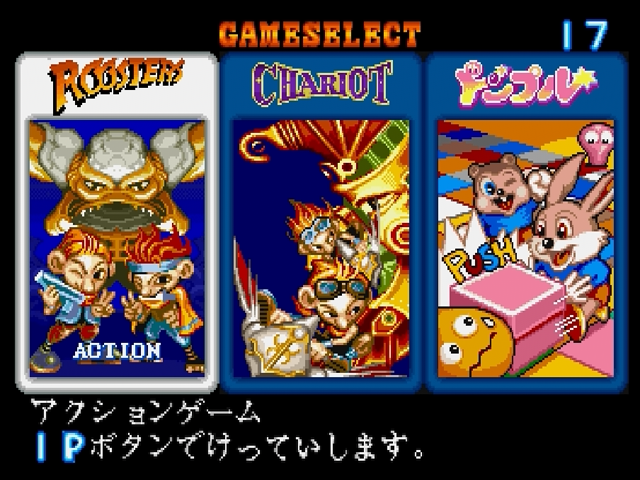 GAMESELECT 17
ROOSTERS CHARIOT ドンプル
PUSH
ACTION
アクションゲーム
1Pボタンでけっていします。